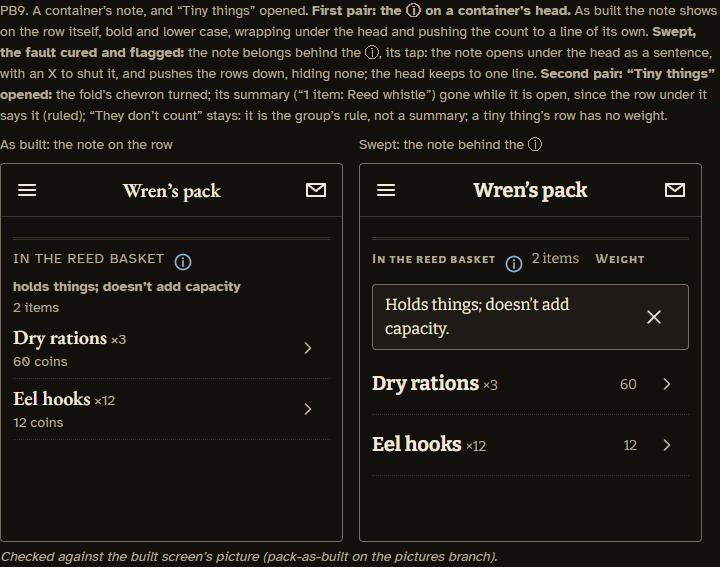 PB9. A container's note, and “Tiny things” opened. First pair: the ⓘ on a container's head. As built the note shows
on the row itself, bold and lower case, wrapping under the head and pushing the count to a line of its own. Swept,
the fault cured and flagged: the note belongs behind the ⓘ, its tap: the note opens under the head as a sentence,
with an X to shut it, and pushes the rows down, hiding none; the head keeps to one line. Second pair: “Tiny things”
opened: the fold's chevron turned; its summary (“1 item: Reed whistle”) gone while it is open, since the row under it
says it (ruled); “They don't count” stays: it is the group's rule, not a summary; a tiny thing's row has no weight.
As built: the note on the row
Wren's pack
IN THE REED BASKET ⓘ
holds things; doesn't add capacity
2 items
Dry rations ×3
60 coins
Eel hooks ×12
12 coins
Swept: the note behind the ⓘ
Wren's pack
IN THE REED BASKET ⓘ 2 items WEIGHT
Holds things; doesn't add
capacity.
Dry rations ×3 60
Eel hooks ×12 12
Checked against the built screen's picture (pack-as-built on the pictures branch).